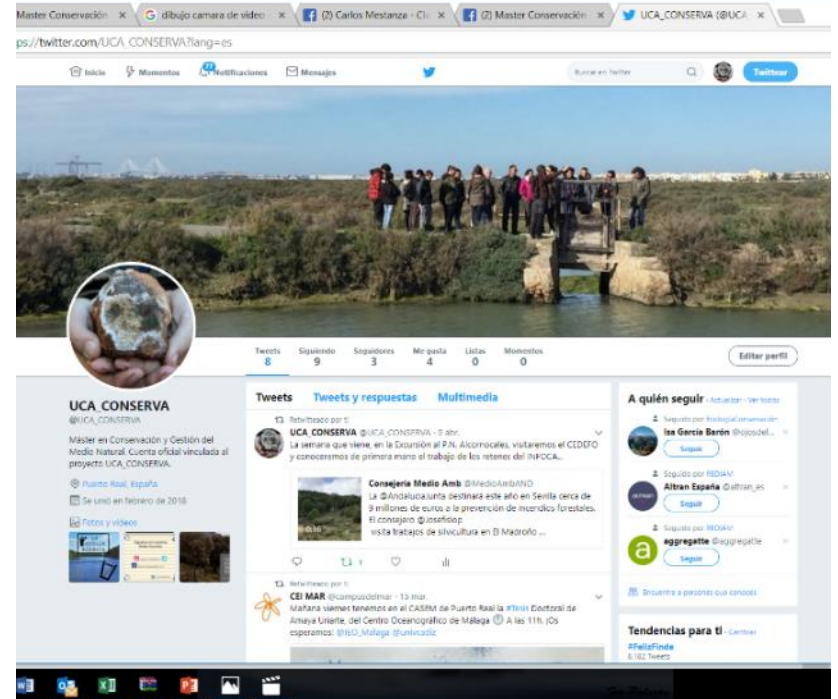 Master Conservación
dibujo camara de video
(2) Carlos Mestanza - Ci
(2) Master Conservación
UCA_CONSERVA (@UCA_
ps://twitter.com/UCA_CONSERVA?lang=es
Inicio
Momentos
Notificaciones
Mensajes
Buscar en Twitter
Twittear
Tweets
8
Siguiendo
9
Seguidores
3
Me gusta
4
Listas
0
Momentos
0
Editar perfil
UCA_CONSERVA
@UCA_CONSERVA
Máster en Conservación y Gestión del
Medio Natural. Cuenta oficial vinculada al
proyecto UCA_CONSERVA.
Puerto Real, España
Se unió en febrero de 2018
Fotos y vídeos
Tweets
Tweets y respuestas
Multimedia
Retwitteado por ti
UCA_CONSERVA @UCA_CONSERVA · 5 abr.
La semana que viene, en la Excursión al P.N. Alcornocales, visitaremos el CEDEFO
y conoceremos de primera mano el trabajo de los retenes del INFOCA...
Consejería Medio Amb @MedioAmbAND
La @AndaluciaJunta destinará este año en Sevilla cerca de
9 millones de euros a la prevención de incendios forestales.
El consejero @Josefiscop
visita trabajos de silvicultura en El Madroño ...
0:36
1
Retwitteado por ti
CEI MAR @campusdelmar · 15 mar.
Mañana viernes tenemos en el CASEM de Puerto Real la #Tesis Doctoral de
Amaya Uriarte, del Centro Oceanográfico de Málaga A las 11h. ¡Os
esperamos! @IEO_Malaga @univcadiz
A quién seguir · Actualizar · Ver todos
Seguido por
Isa García Barón @ojosdel...
Seguir
Seguido por REDIAM
Altran España @altran_es
Seguir
Seguido por REDIAM
aggregatte @aggregatte
Seguir
Encuentra a personas que conoces
Tendencias para ti · Cambiar
#FelizFinde
8.182 Tweets